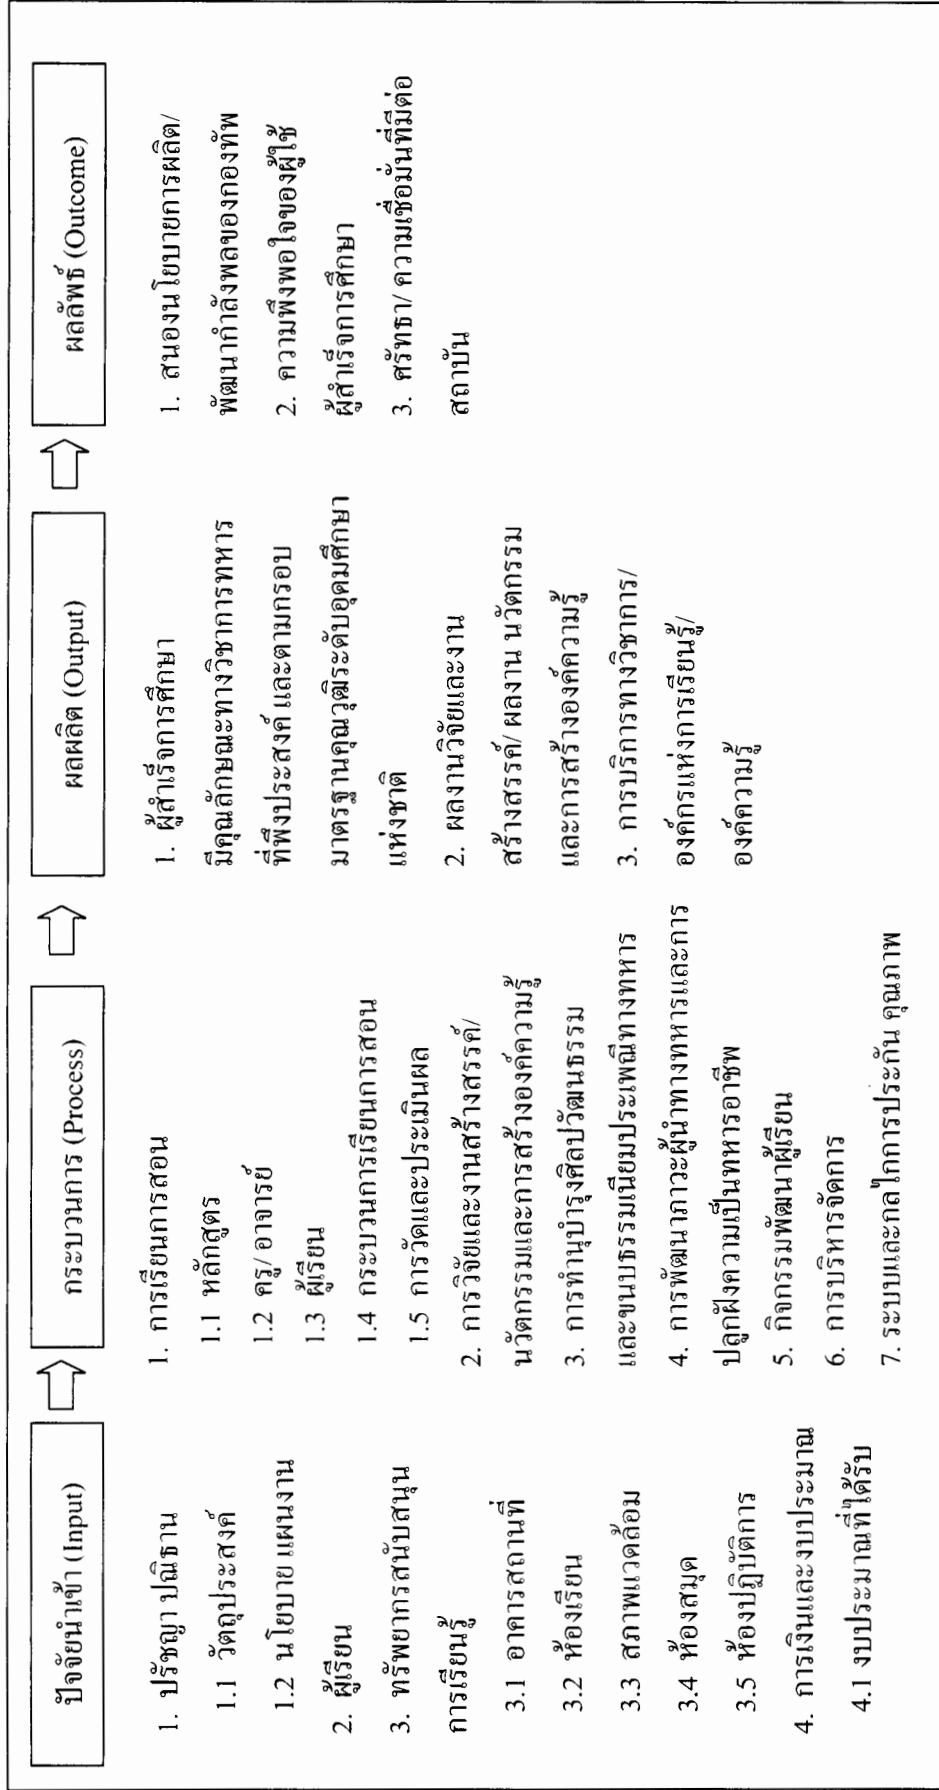 ปัจจัยนำเข้า (Input)
1. ปรัชญา ปณิธาน
1.1 วัตถุประสงค์
1.2 นโยบาย แผนงาน
2. ผู้เรียน
3. ทรัพยากรสนับสนุน
การเรียนรู้
3.1 อาคารสถานที่
3.2 ห้องเรียน
3.3 สภาพแวดล้อม
3.4 ห้องสมุด
3.5 ห้องปฏิบัติการ
4. การเงินและงบประมาณ
4.1 งบประมาณที่ได้รับ
กระบวนการ (Process)
1. การเรียนการสอน
1.1 หลักสูตร
1.2 ครู/ อาจารย์
1.3 ผู้เรียน
1.4 กระบวนการเรียนการสอน
1.5 การวัดและประเมินผล
2. การวิจัยและงานสร้างสรรค์/
นวัตกรรมและการสร้างองค์ความรู้
3. การทำนุบำรุงศิลปวัฒนธรรม
และขนบธรรมเนียมประเพณีทางทหาร
4. การพัฒนาภาวะผู้นำทางทหารและการ
ปลูกฝังความเป็นทหารอาชีพ
5. กิจกรรมพัฒนาผู้เรียน
6. การบริหารจัดการ
7. ระบบและกลไกการประกัน คุณภาพ
ผลผลิต (Output)
1. ผู้สำเร็จการศึกษา
มีคุณลักษณะทางวิชาการทหาร
ที่พึงประสงค์ และตามกรอบ
มาตรฐานคุณวุฒิระดับอุดมศึกษา
แห่งชาติ
2. ผลงานวิจัยและงาน
สร้างสรรค์/ ผลงาน นวัตกรรม
และการสร้างองค์ความรู้
3. การบริการทางวิชาการ/
องค์กรแห่งการเรียนรู้/
องค์ความรู้
ผลลัพธ์ (Outcome)
1. สนองนโยบายการผลิต/
พัฒนากำลังพลของกองทัพ
2. ความพึงพอใจของผู้ใช้
ผู้สำเร็จการศึกษา
3. ศรัทธา/ ความเชื่อมั่นที่มีต่อ
สถาบัน